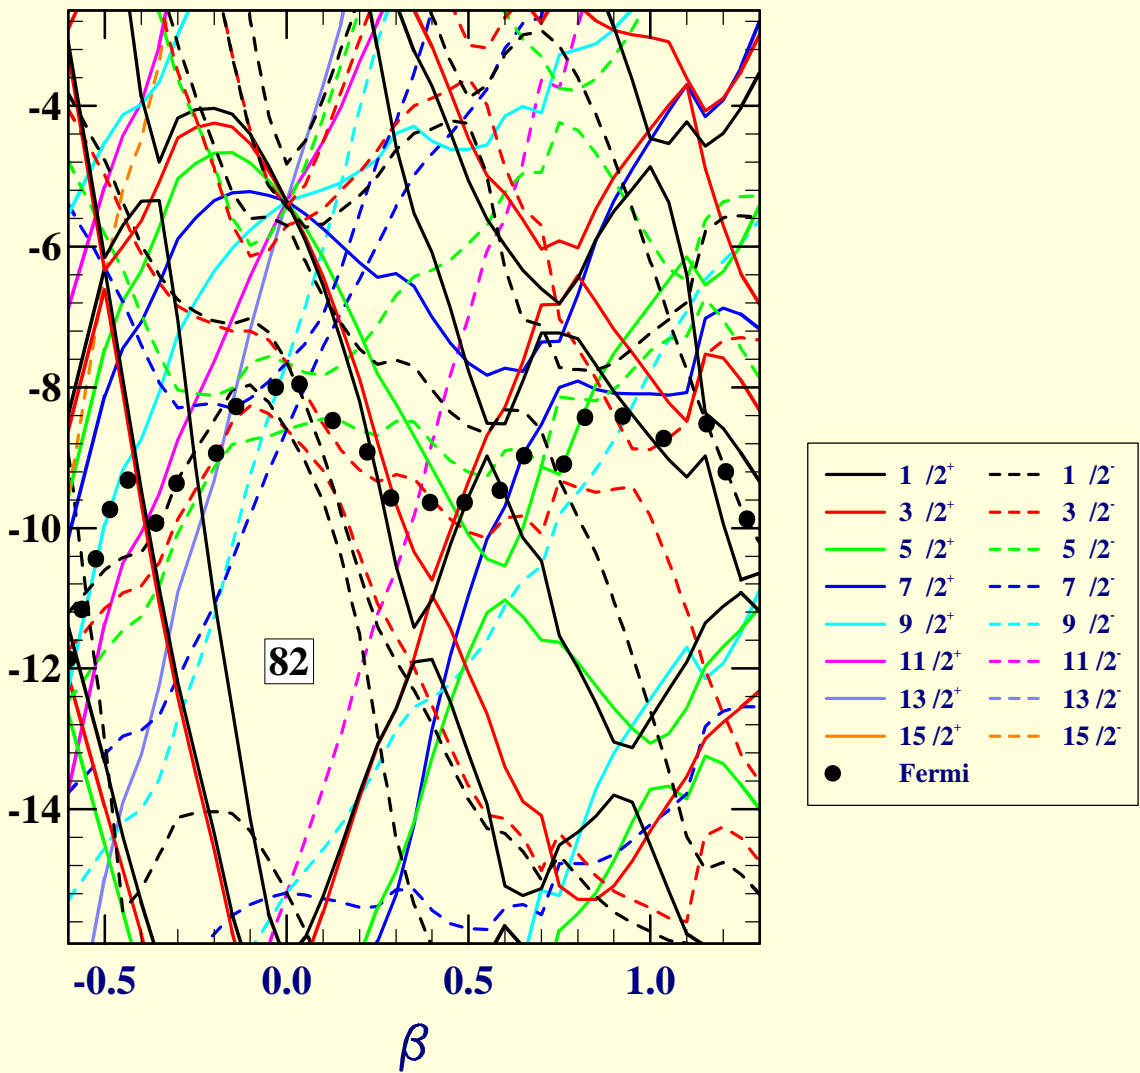 -4
-6
-8
-10
-12
-14
82
-0.5 0.0 0.5 1.0
β
1 /2⁺ 1 /2⁻
3 /2⁺ 3 /2⁻
5 /2⁺ 5 /2⁻
7 /2⁺ 7 /2⁻
9 /2⁺ 9 /2⁻
11 /2⁺ 11 /2⁻
13 /2⁺ 13 /2⁻
15 /2⁺ 15 /2⁻
Fermi